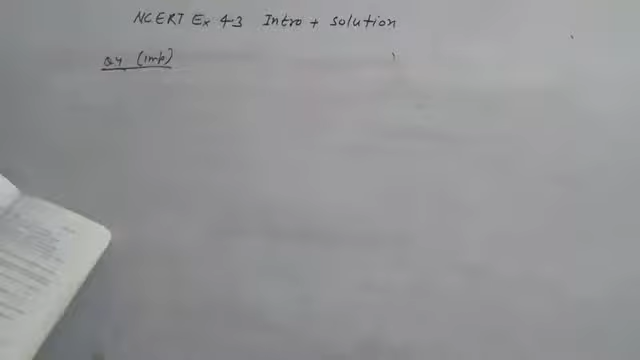 NCERT Ex 4.3 Intro + solution
Q4 (Imp)